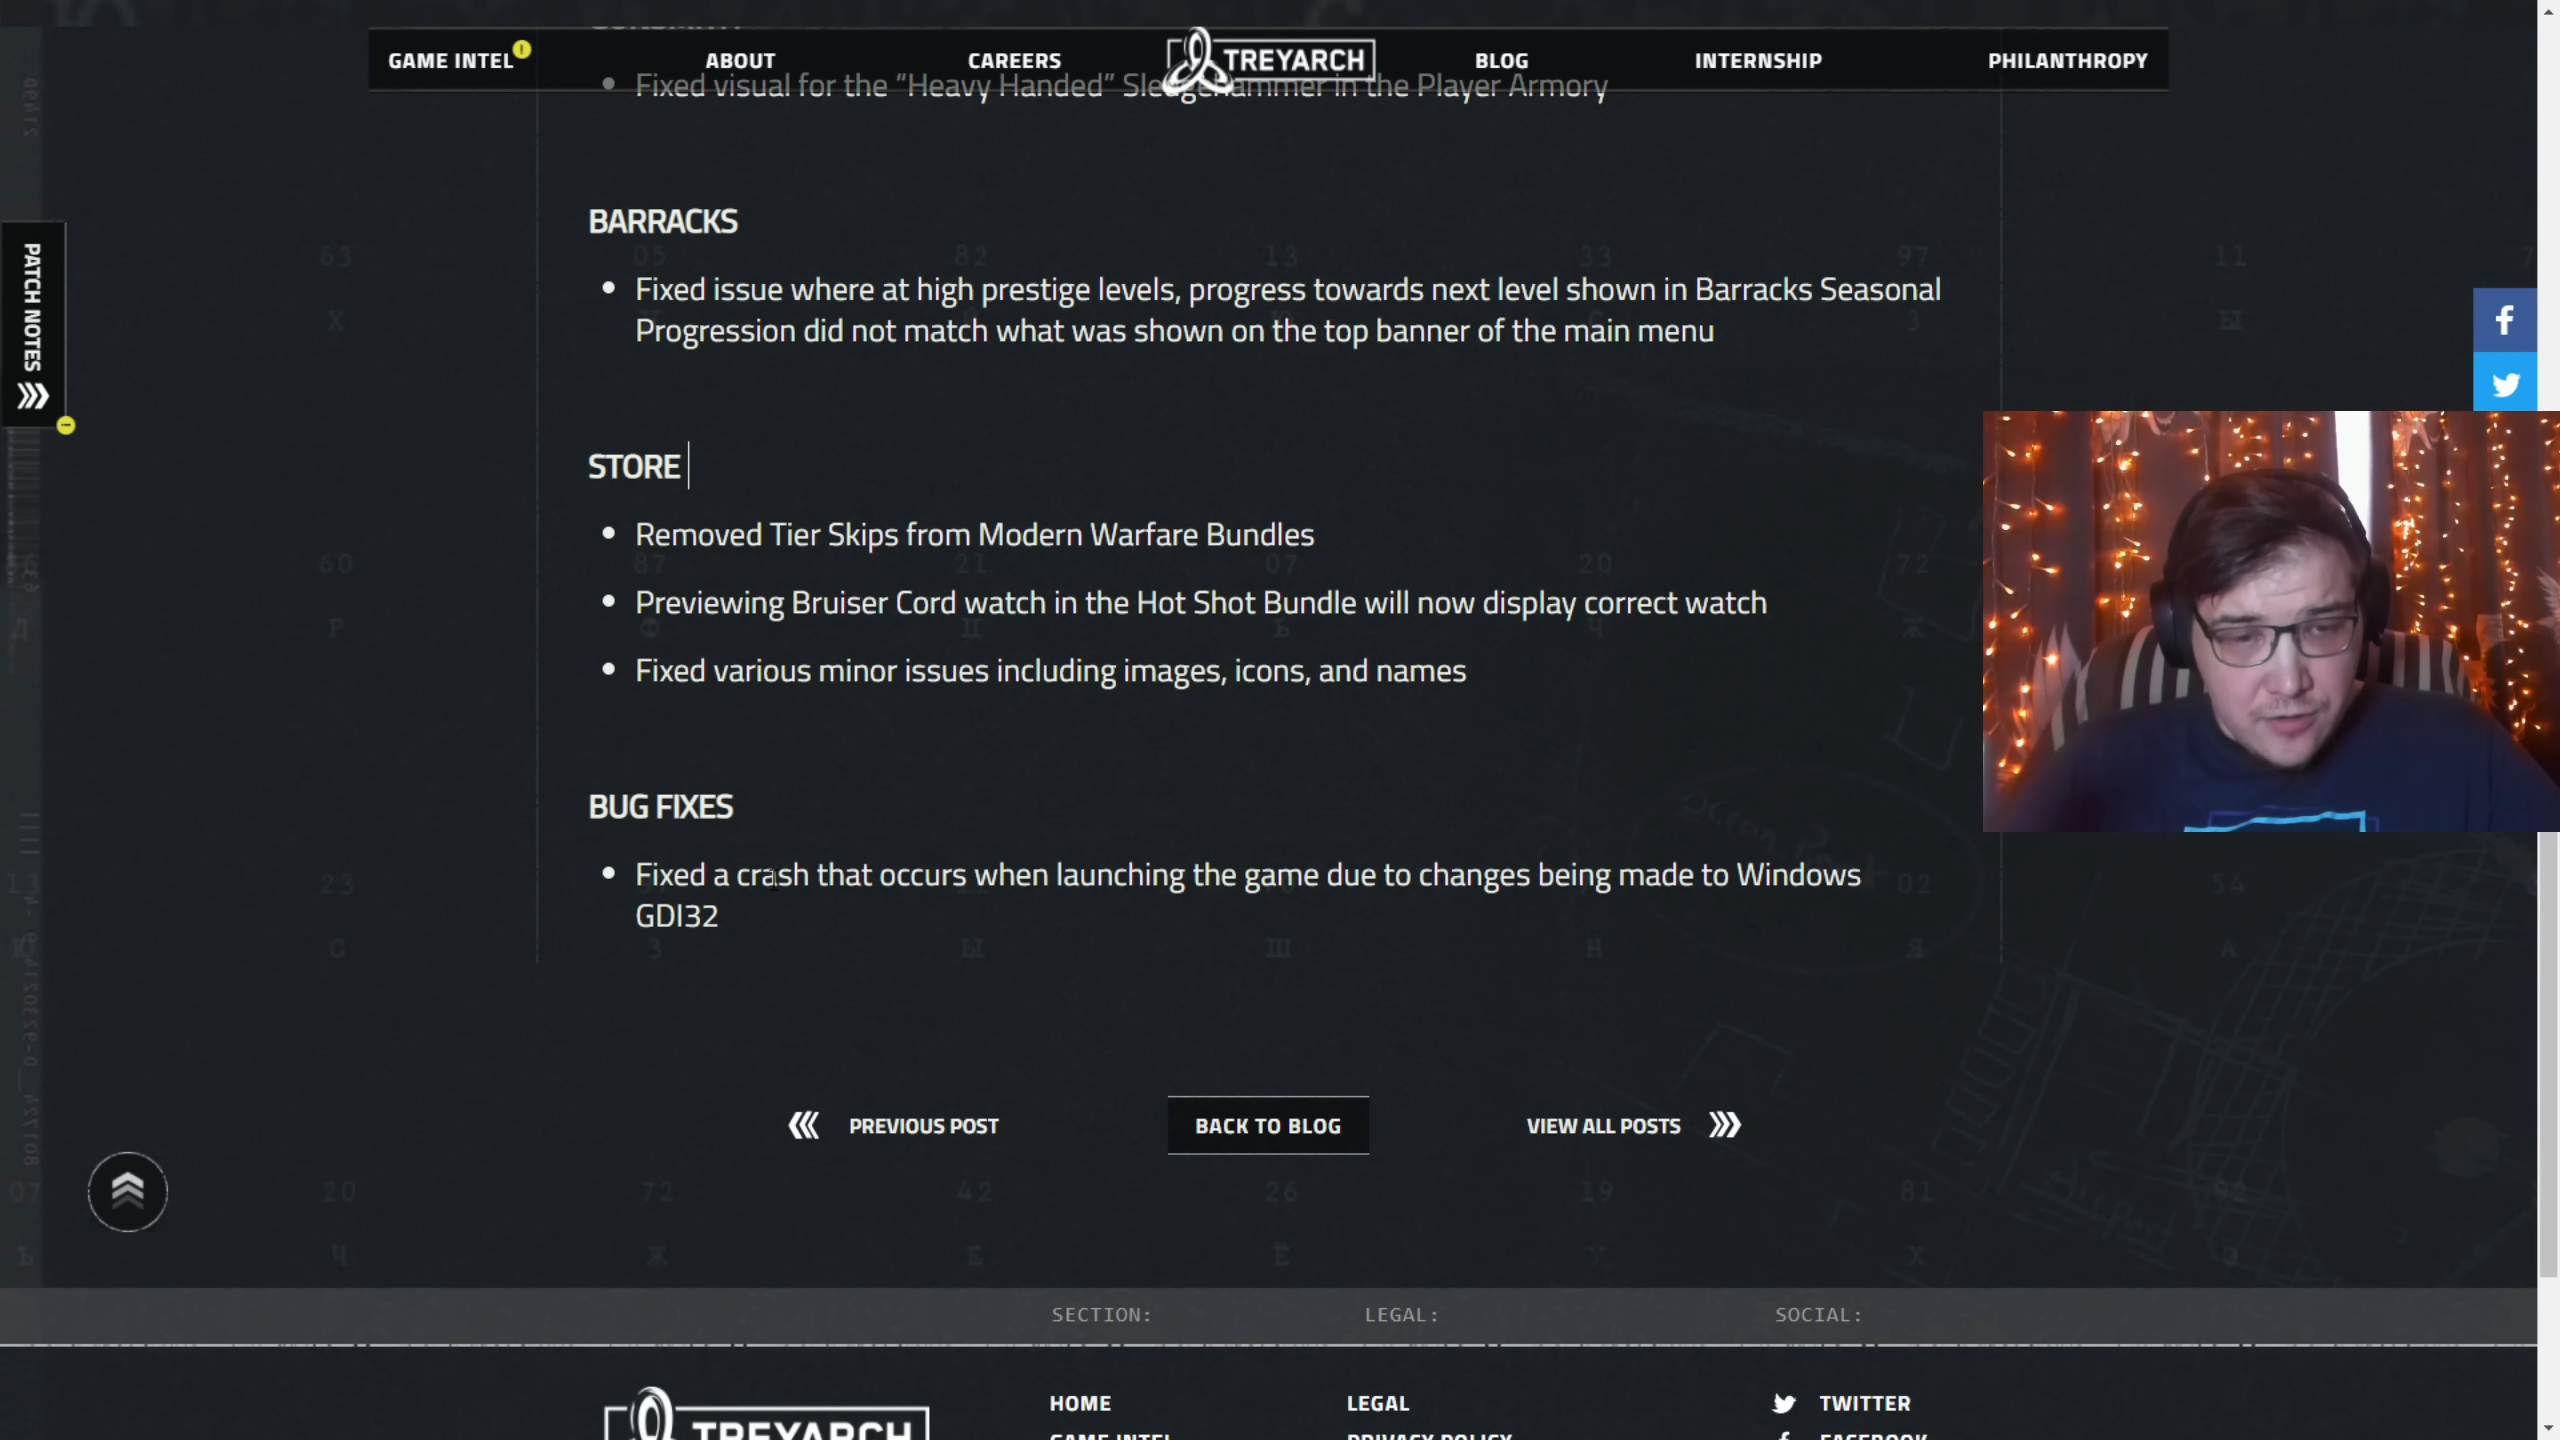 GAME INTEL
ABOUT
CAREERS
TREYARCH
BLOG
INTERNSHIP
PHILANTHROPY
Fixed visual for the “Heavy Handed” Sledgehammer in the Player Armory
PATCH NOTES
BARRACKS
Fixed issue where at high prestige levels, progress towards next level shown in Barracks Seasonal
Progression did not match what was shown on the top banner of the main menu
STORE
Removed Tier Skips from Modern Warfare Bundles
Previewing Bruiser Cord watch in the Hot Shot Bundle will now display correct watch
Fixed various minor issues including images, icons, and names
BUG FIXES
Fixed a crash that occurs when launching the game due to changes being made to Windows
GDI32
PREVIOUS POST
BACK TO BLOG
VIEW ALL POSTS
SECTION:
LEGAL:
SOCIAL:
TREYARCH
HOME
LEGAL
TWITTER
GAME INTEL
PRIVACY POLICY
FACEBOOK